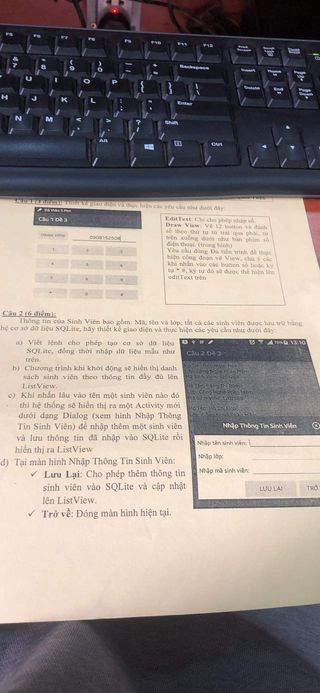 F5 F6 F7 F8 F9 F10 F11 F12
Backspace
Insert
Home
Page
Delete
End
Page
Enter
Shift
Alt
Ctrl
U I O P
H J K L
N M
Câu 1 (4 điểm): Thiết kế giao diện và thực hiện các yêu cầu như dưới đây:
Câu 1 Đề 3
0908152508
EditText: Chỉ cho phép nhập số.
Draw View: Vẽ 12 button và đánh
số theo thứ tự từ trái qua phải, từ
trên xuống dưới như bàn phím số
điện thoại. (trong hình)
Yêu cầu dùng Đa tiến trình để thực
hiện công đoạn vẽ View, chú ý các
khi nhấn vào các button số hoặc ký
tự * #, ký tự đó sẽ được thể hiện lên
editText trên
Câu 2 (6 điểm):
Thông tin của Sinh Viên bao gồm: Mã, tên và lớp; tất cả các sinh viên được lưu trữ bằng
hệ cơ sở dữ liệu SQLite, hãy thiết kế giao diện và thực hiện các yêu cầu như dưới đây:
a) Viết lệnh cho phép tạo cơ sở dữ liệu
SQLite, đồng thời nhập dữ liệu mẫu như
trên.
b) Chương trình khi khởi động sẽ hiển thị danh
sách sinh viên theo thông tin đầy đủ lên
ListView.
c) Khi nhấn lâu vào tên một sinh viên nào đó
thì hệ thống sẽ hiển thị ra một Activity mới
dưới dạng Dialog (xem hình Nhập Thông
Tin Sinh Viên) để nhập thêm một sinh viên
và lưu thông tin đã nhập vào SQLite rồi
hiển thị ra ListView
d) Tại màn hình Nhập Thông Tin Sinh Viên:
✓ Lưu Lại: Cho phép thêm thông tin
sinh viên vào SQLite và cập nhật
lên ListView.
✓ Trở về: Đóng màn hình hiện tại.
13:10
Câu 2 Đề 3
Nhập Thông Tin Sinh Viên
Nhập tên sinh viên:
Nhập lớp:
Nhập mã sinh viên:
LƯU LẠI
TRỞ